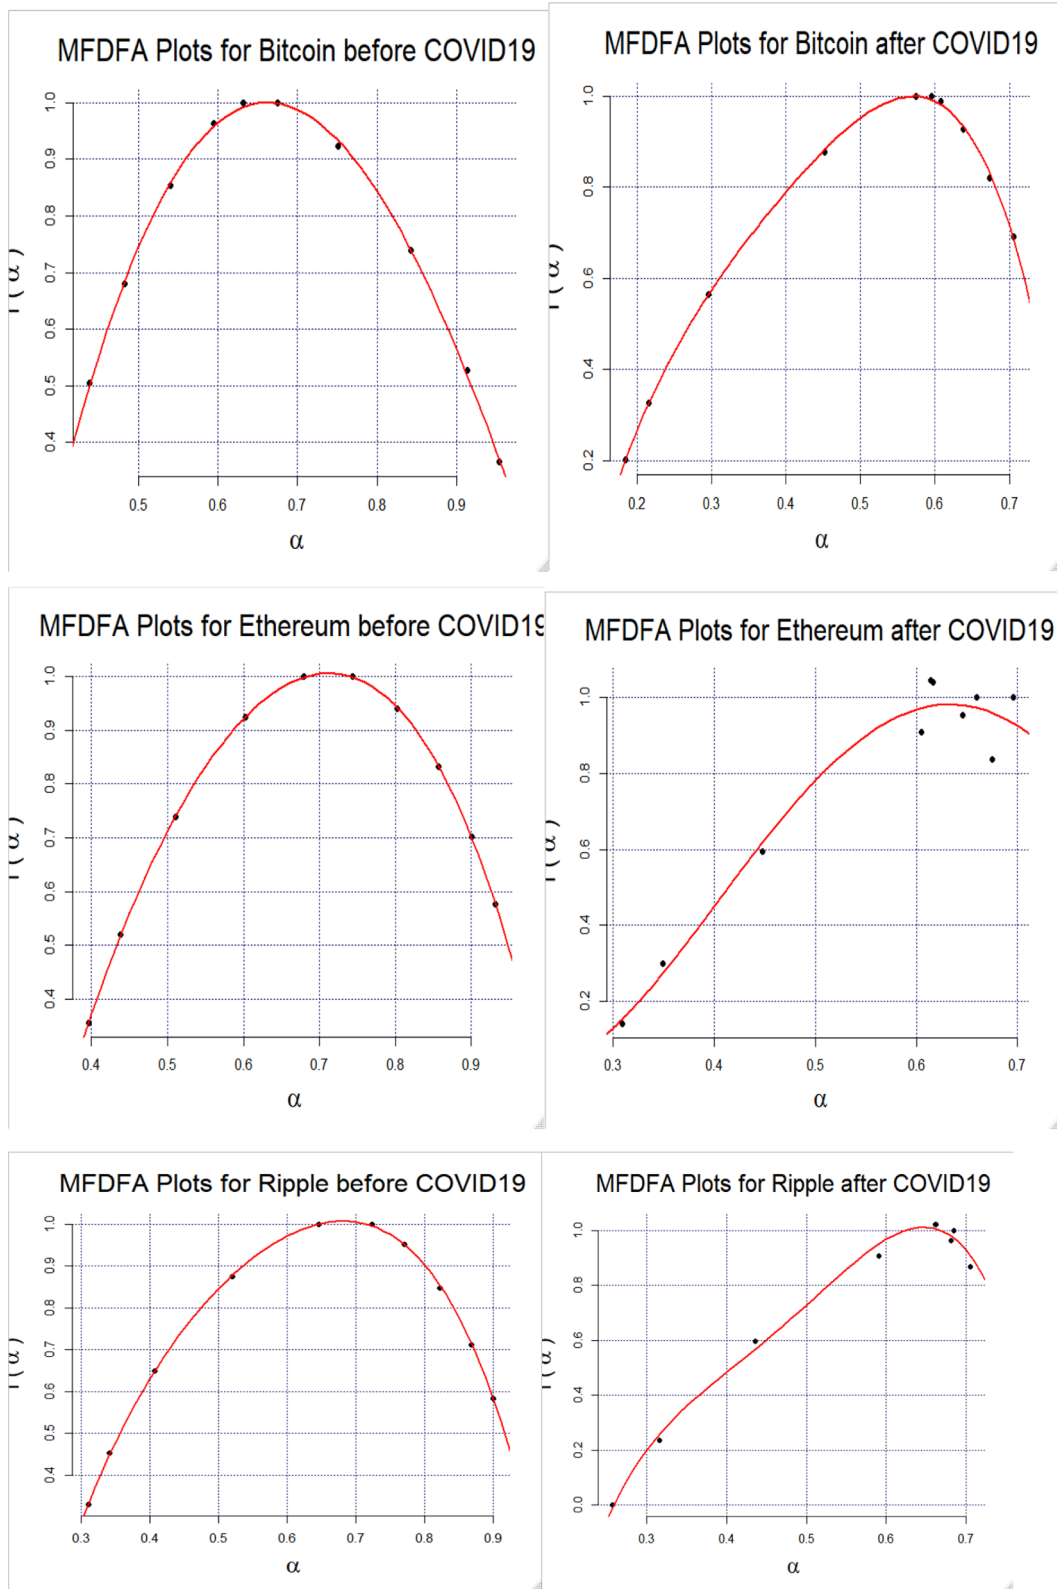 MFDFA Plots for Bitcoin before COVID19
1.0
0.9
0.8
0.7
0.6
0.5
0.4
( α )
0.5 0.6 0.7 0.8 0.9
α
MFDFA Plots for Bitcoin after COVID19
1.0
0.8
0.6
0.4
0.2
( α )
0.2 0.3 0.4 0.5 0.6 0.7
α
MFDFA Plots for Ethereum before COVID19
1.0
0.9
0.8
0.7
0.6
0.5
0.4
( α )
0.4 0.5 0.6 0.7 0.8 0.9
α
MFDFA Plots for Ethereum after COVID19
1.0
0.8
0.6
0.4
0.2
( α )
0.3 0.4 0.5 0.6 0.7
α
MFDFA Plots for Ripple before COVID19
1.0
0.9
0.8
0.7
0.6
0.5
0.4
( α )
0.3 0.4 0.5 0.6 0.7 0.8 0.9
α
MFDFA Plots for Ripple after COVID19
1.0
0.8
0.6
0.4
0.2
0.0
( α )
0.3 0.4 0.5 0.6 0.7
α